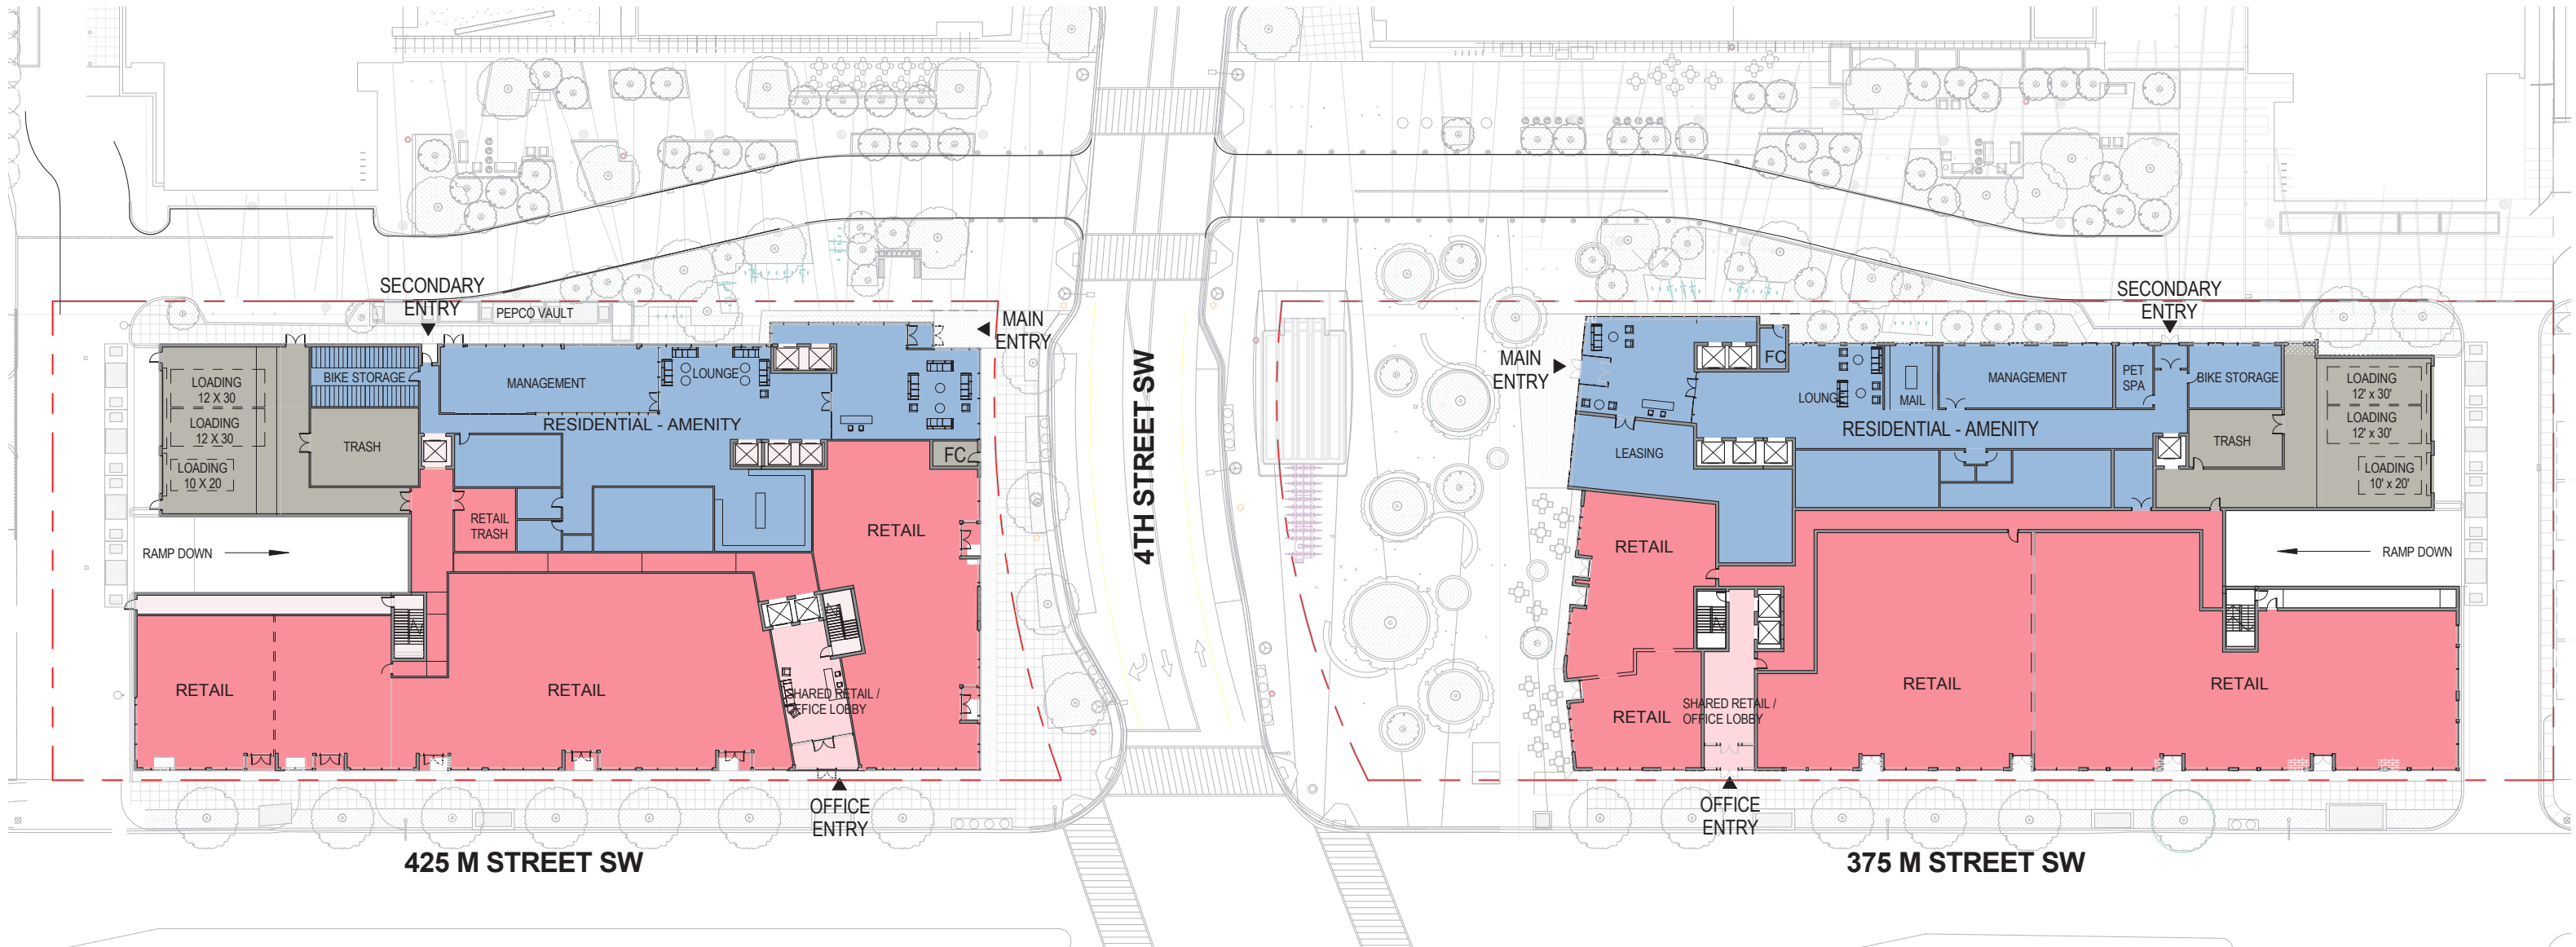 SECONDARY
ENTRY
PEPCO VAULT
MAIN
ENTRY
LOADING
12 X 30
LOADING
12 X 30
LOADING
10 X 20
BIKE STORAGE
TRASH
MANAGEMENT
LOUNGE
RESIDENTIAL - AMENITY
FC
RETAIL
TRASH
RETAIL
RAMP DOWN
RETAIL
RETAIL
SHARED RETAIL /
OFFICE LOBBY
OFFICE
ENTRY
425 M STREET SW
4TH STREET SW
MAIN
ENTRY
SECONDARY
ENTRY
FC
LOUNGE
MAIL
MANAGEMENT
PET
SPA
BIKE STORAGE
LOADING
12' x 30'
LOADING
12' x 30'
LOADING
10' x 20'
TRASH
RESIDENTIAL - AMENITY
LEASING
RETAIL
RAMP DOWN
RETAIL
SHARED RETAIL /
OFFICE LOBBY
RETAIL
RETAIL
OFFICE
ENTRY
375 M STREET SW